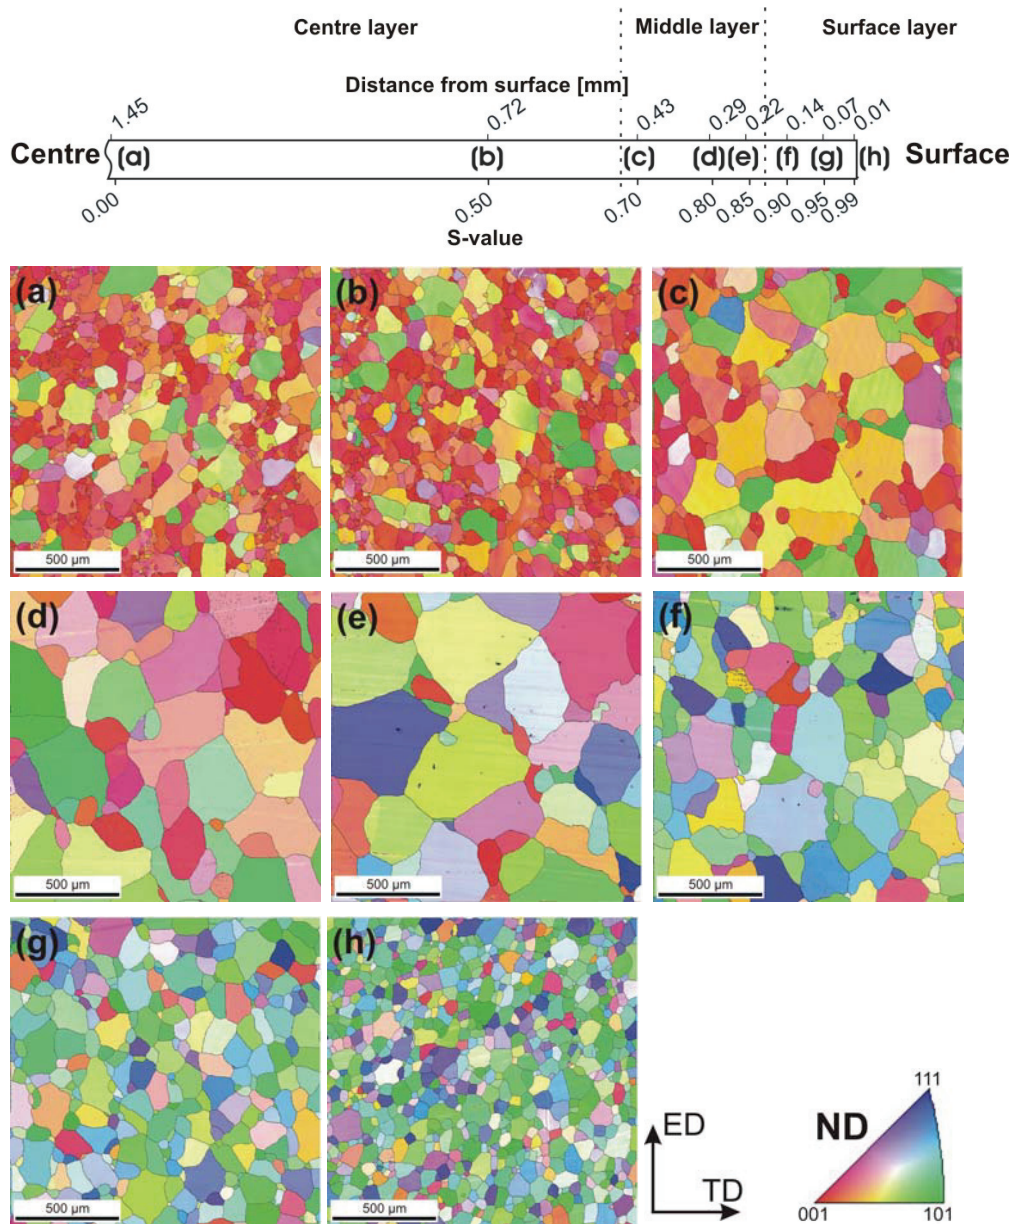 Centre layer Middle layer Surface layer
Distance from surface [mm]
1.45 0.72 0.43 0.29 0.22 0.14 0.07 0.01
Centre (a) (b) (c) (d) (e) (f) (g) (h) Surface
0.00 0.50 0.70 0.80 0.85 0.90 0.95 0.99
S-value
(a) (b) (c)
500 µm 500 µm 500 µm
(d) (e) (f)
500 µm 500 µm 500 µm
(g) (h)
500 µm 500 µm
ED
TD
111
ND
001 101